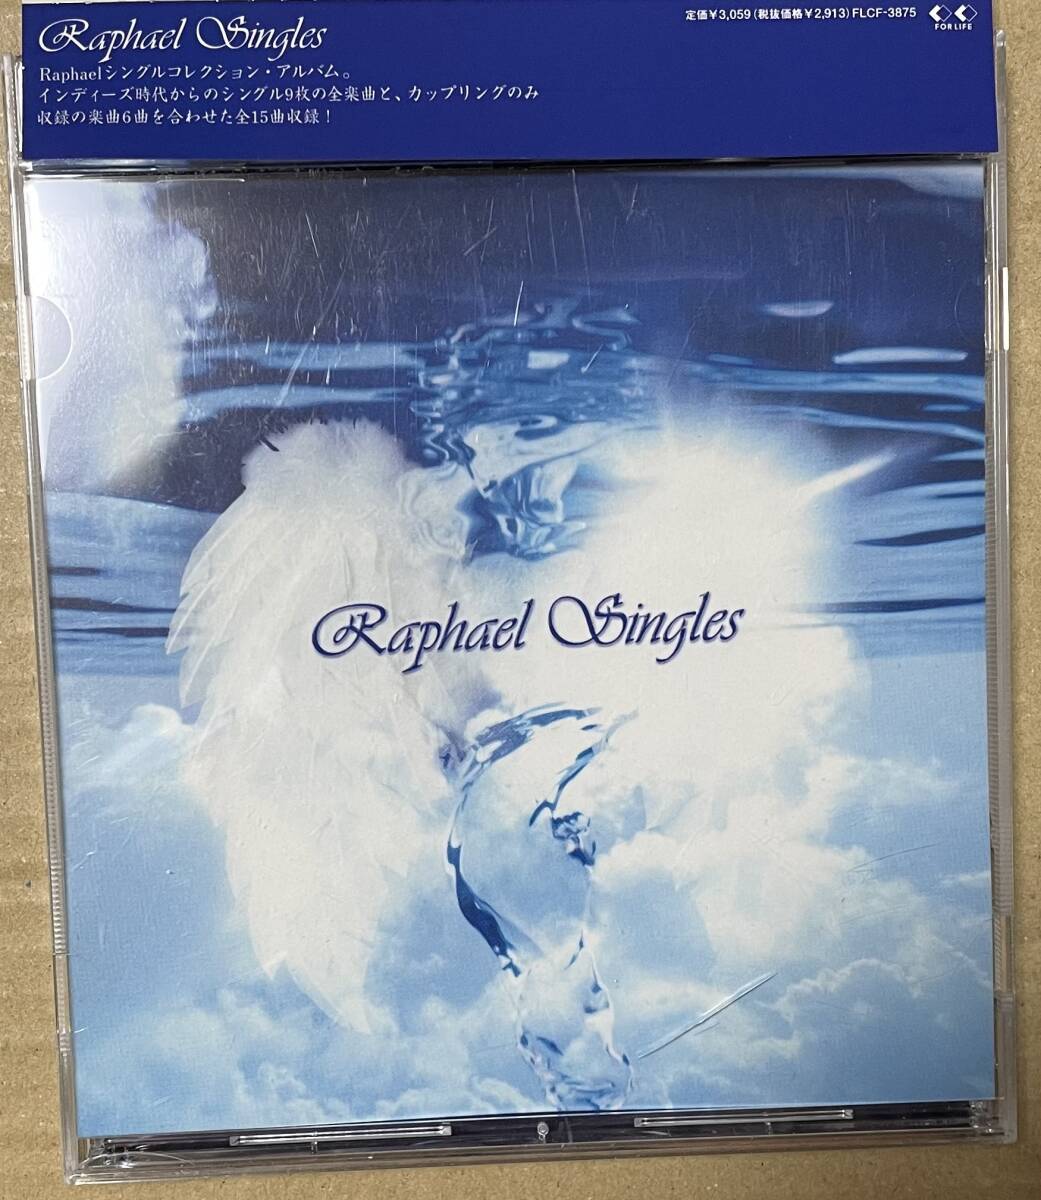 Raphael Singles
定価¥3,059(税抜価格¥2,913)FLCF-3875
FOR LIFE
Raphaelシングルコレクション・アルバム。
インディーズ時代からのシングル9枚の全楽曲と、カップリングのみ
収録の楽曲6曲を合わせた全15曲収録!
Raphael Singles